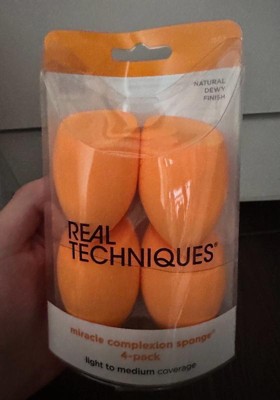 NATURAL
DEWY
FINISH
REAL
TECHNIQUES®
miracle complexion sponge®
4-pack
light to medium coverage